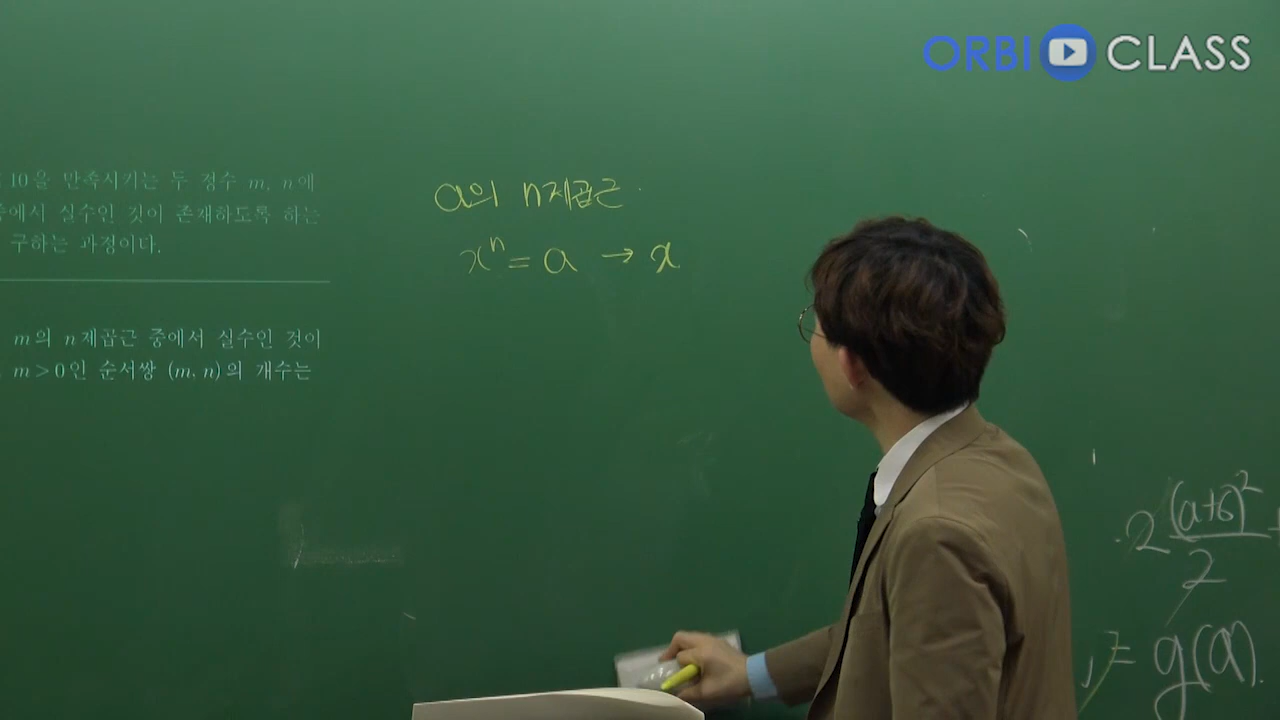 ORBI CLASS
10을 만족시키는 두 정수 m, n에
중에서 실수인 것이 존재하도록 하는
구하는 과정이다.
m의 n제곱근 중에서 실수인 것이
m > 0인 순서쌍 (m, n)의 개수는
a의 n제곱근.
xⁿ = a → x
2 (a+b)²
2
= g(a).